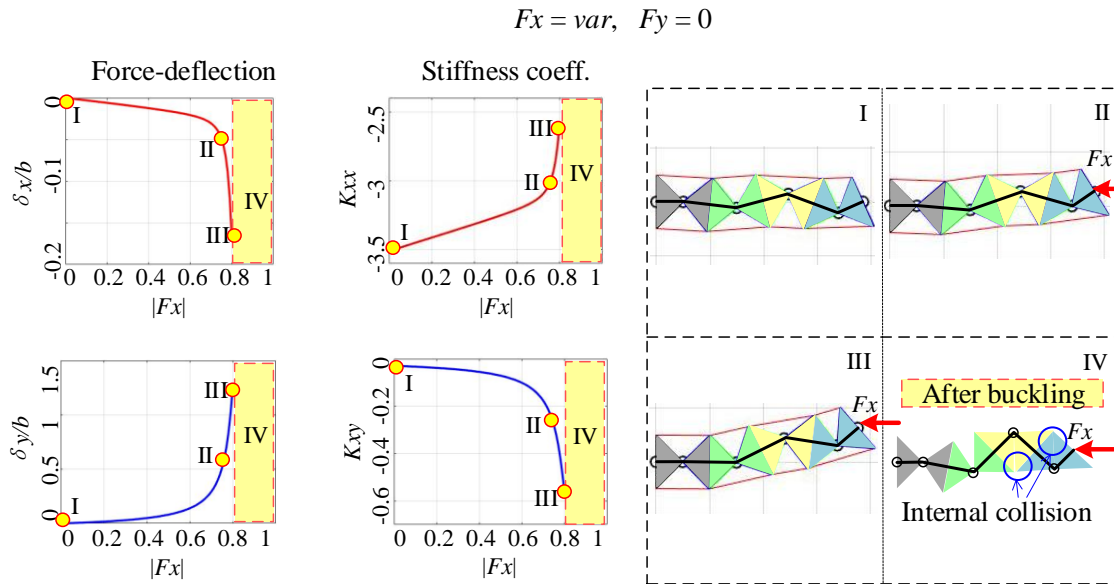 Fx = var, Fy = 0
Force-deflection
Stiffness coeff.
δx/b
0
-0.1
-0.2
I
II
III
IV
0 0.2 0.4 0.6 0.8 1
|Fx|
Kxx
-2.5
-3
-3.5
I
II
III
IV
0 0.2 0.4 0.6 0.8 1
|Fx|
δy/b
1.5
1
0.5
0
I
II
III
IV
0 0.2 0.4 0.6 0.8 1
|Fx|
Kxy
0
-0.2
-0.4
-0.6
I
II
III
IV
0 0.2 0.4 0.6 0.8 1
|Fx|
I
II
Fx
III
Fx
IV
After buckling
Fx
Internal collision